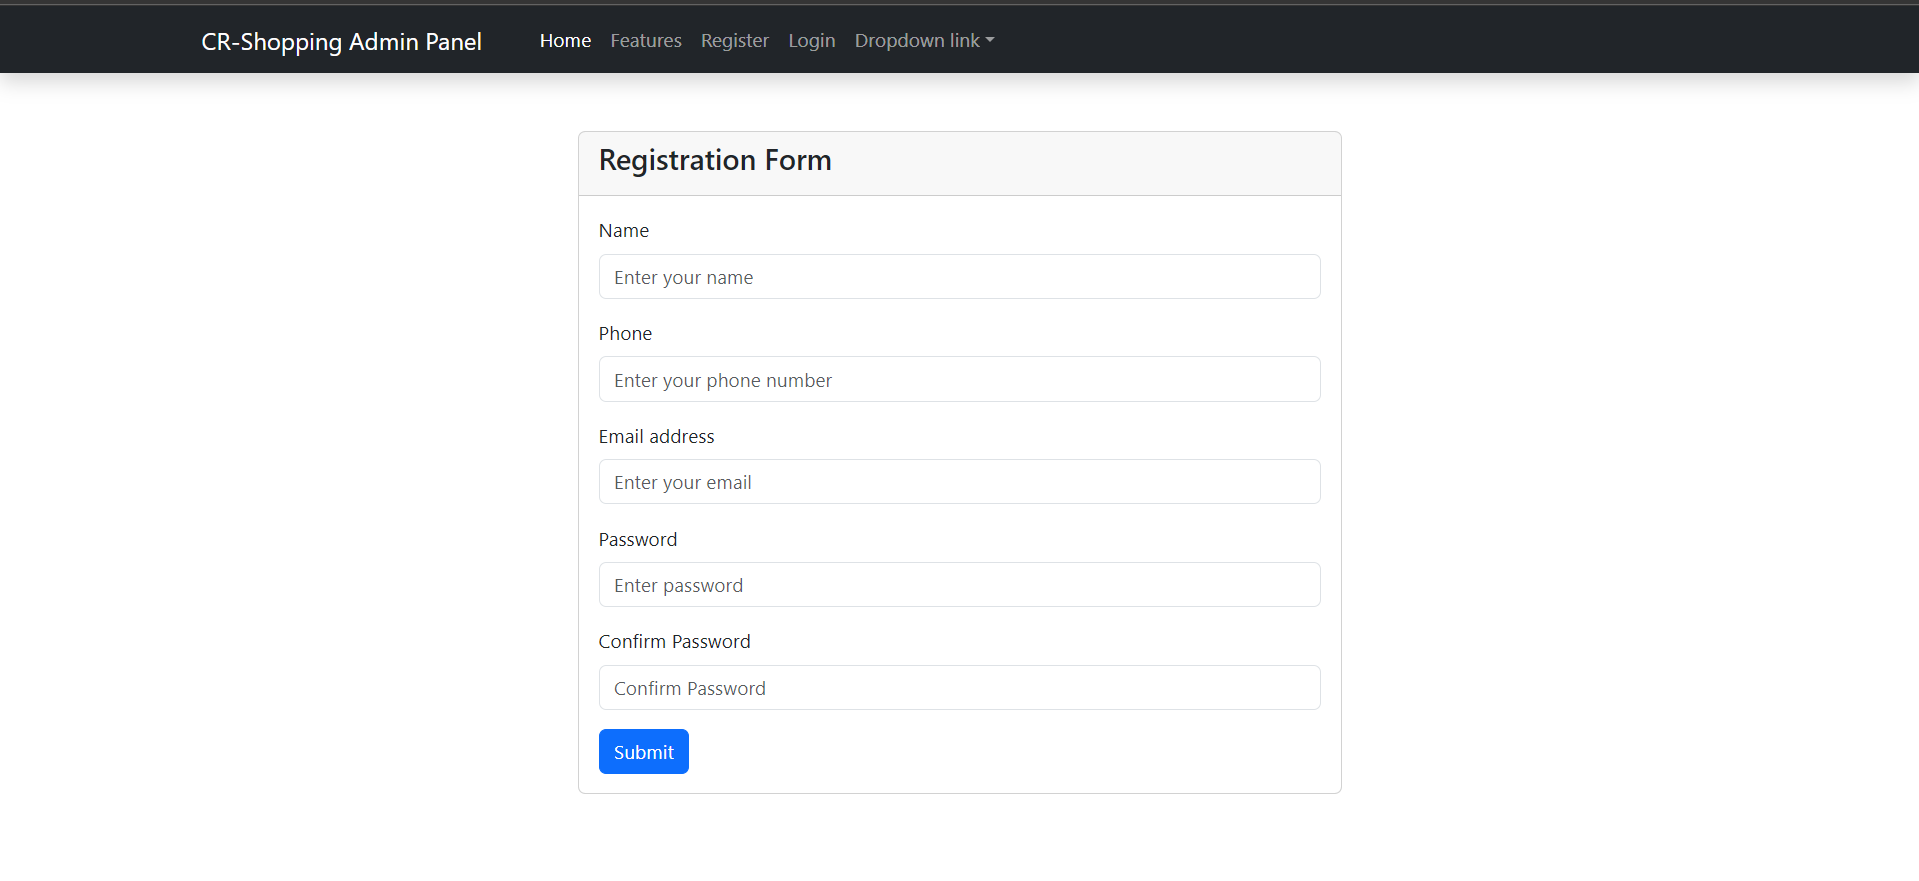 CR-Shopping Admin Panel Home Features Register Login Dropdown link
Registration Form
Name
Enter your name
Phone
Enter your phone number
Email address
Enter your email
Password
Enter password
Confirm Password
Confirm Password
Submit